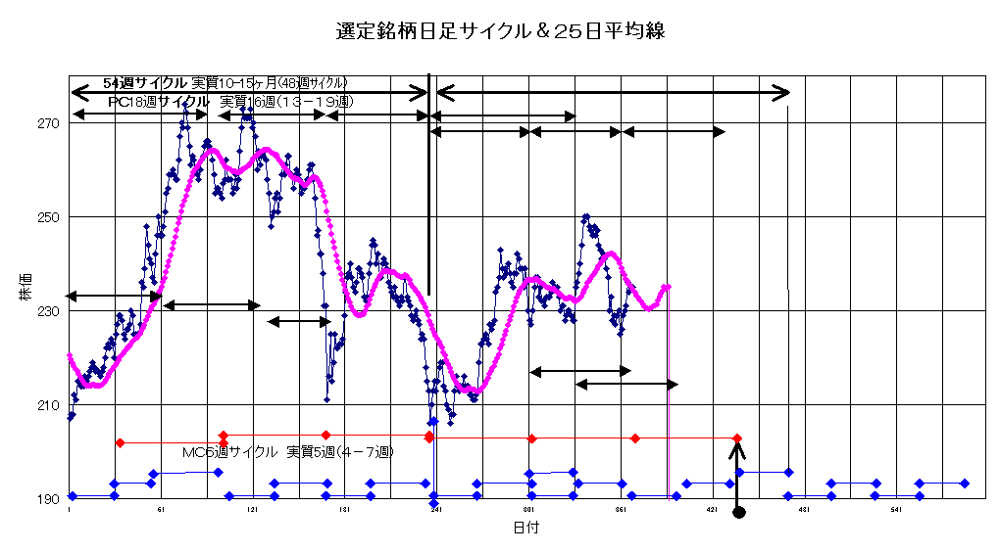 選定銘柄日足サイクル＆２５日平均線
54週サイクル 実質10-15ヶ月(48週サイクル)
PC18週サイクル　実質16週(１３－１９週)
270
250
230
210
190
株価
MC6週サイクル　実質5週(４－７週)
1 61 121 181 241 301 361 421 481 541
日付